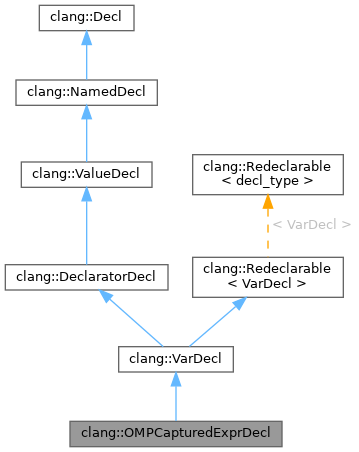 clang::Decl
clang::NamedDecl
clang::ValueDecl
clang::Redeclarable
< decl_type >
< VarDecl >
clang::DeclaratorDecl
clang::Redeclarable
< VarDecl >
clang::VarDecl
clang::OMPCapturedExprDecl